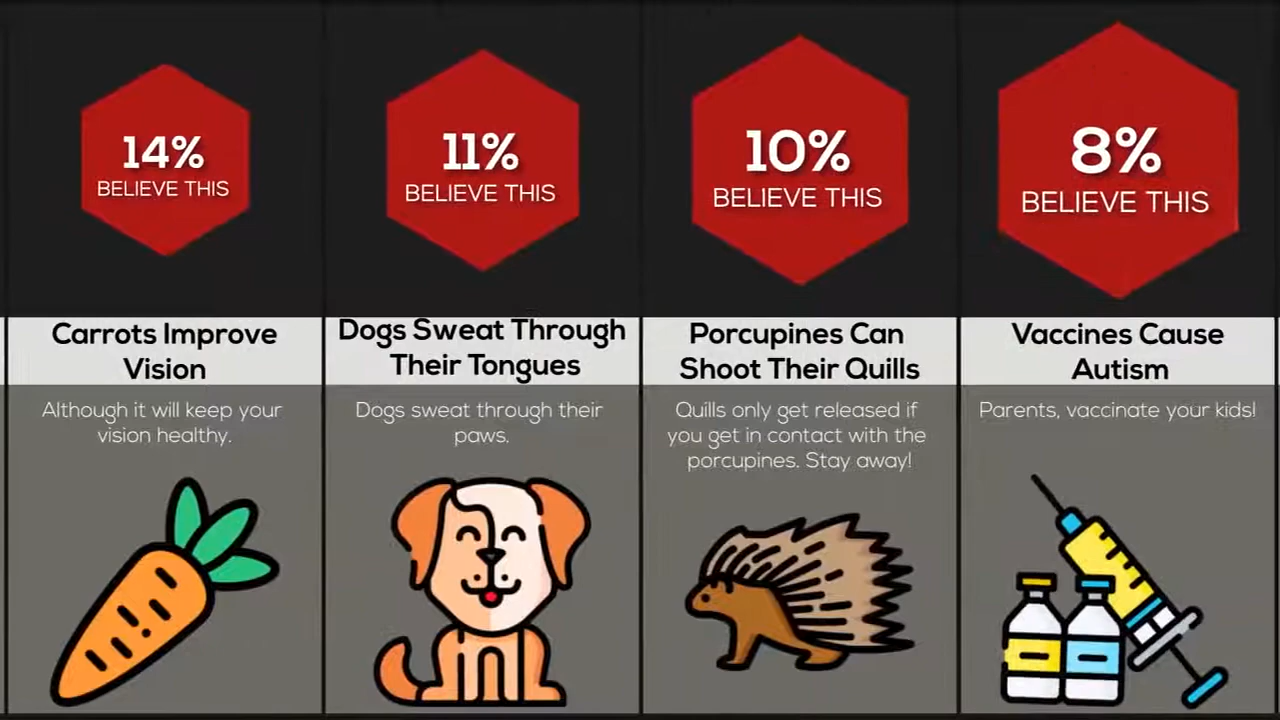 14%
BELIEVE THIS
Carrots Improve
Vision
Although it will keep your
vision healthy.
11%
BELIEVE THIS
Dogs Sweat Through
Their Tongues
Dogs sweat through their
paws.
10%
BELIEVE THIS
Porcupines Can
Shoot Their Quills
Quills only get released if
you get in contact with the
porcupines. Stay away!
8%
BELIEVE THIS
Vaccines Cause
Autism
Parents, vaccinate your kids!